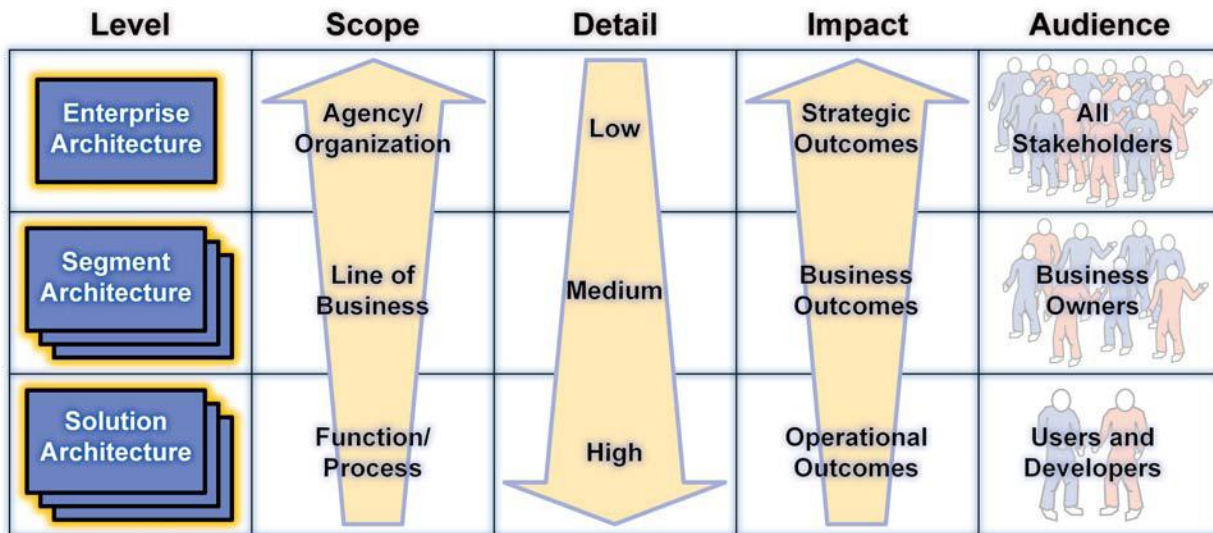 Level Scope Detail Impact Audience
Enterprise
Architecture
Agency/
Organization
Low
Strategic
Outcomes
All
Stakeholders
Segment
Architecture
Line of
Business
Medium
Business
Outcomes
Business
Owners
Solution
Architecture
Function/
Process
High
Operational
Outcomes
Users and
Developers